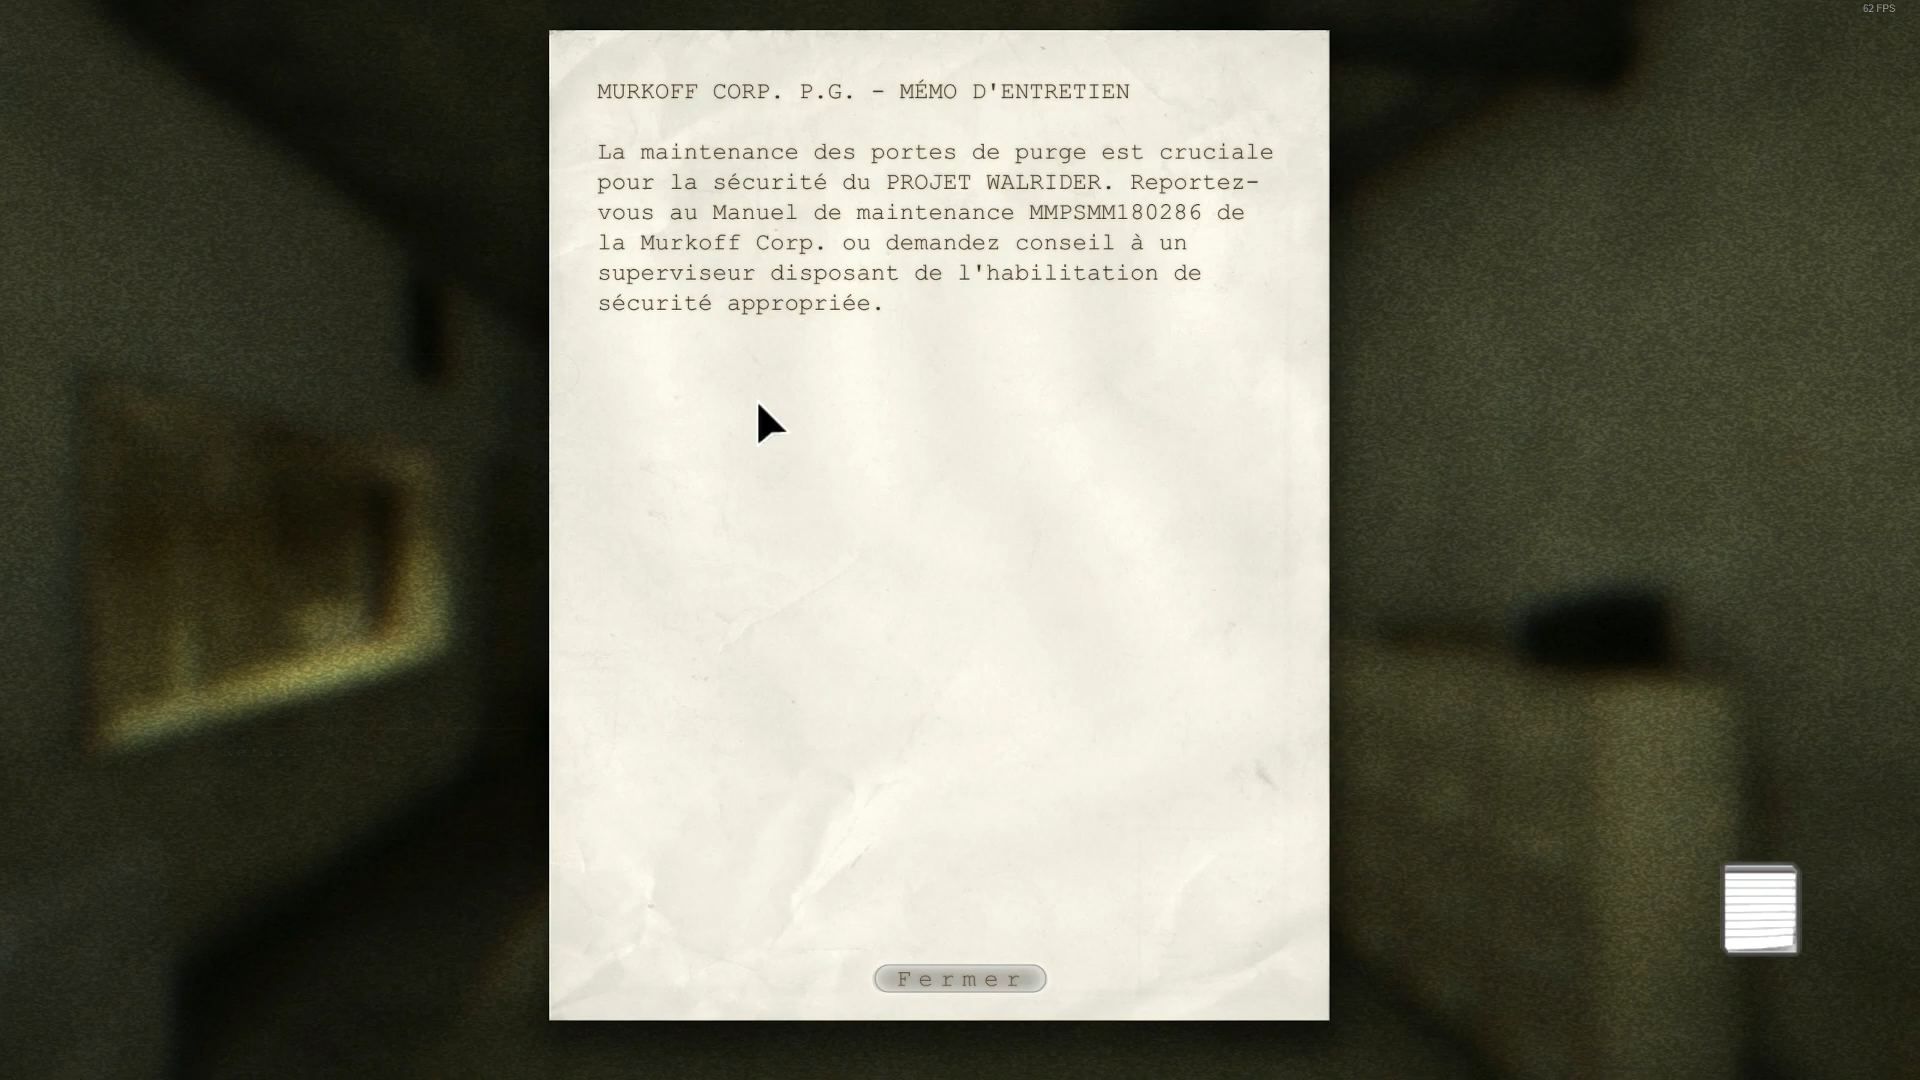 62 FPS
MURKOFF CORP. P.G. - MÉMO D'ENTRETIEN
La maintenance des portes de purge est cruciale
pour la sécurité du PROJET WALRIDER. Reportez-
vous au Manuel de maintenance MMPSMM180286 de
la Murkoff Corp. ou demandez conseil à un
superviseur disposant de l'habilitation de
sécurité appropriée.
Fermer